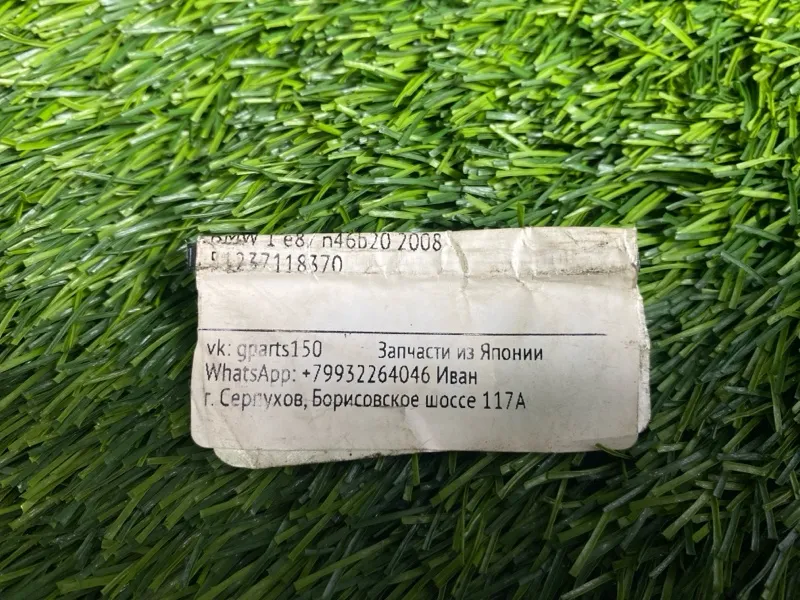 BMW 1 e87 n46b20 2008
51237118370
vk: gparts150 Запчасти из Японии
WhatsApp: +79932264046 Иван
г. Серпухов, Борисовское шоссе 117А